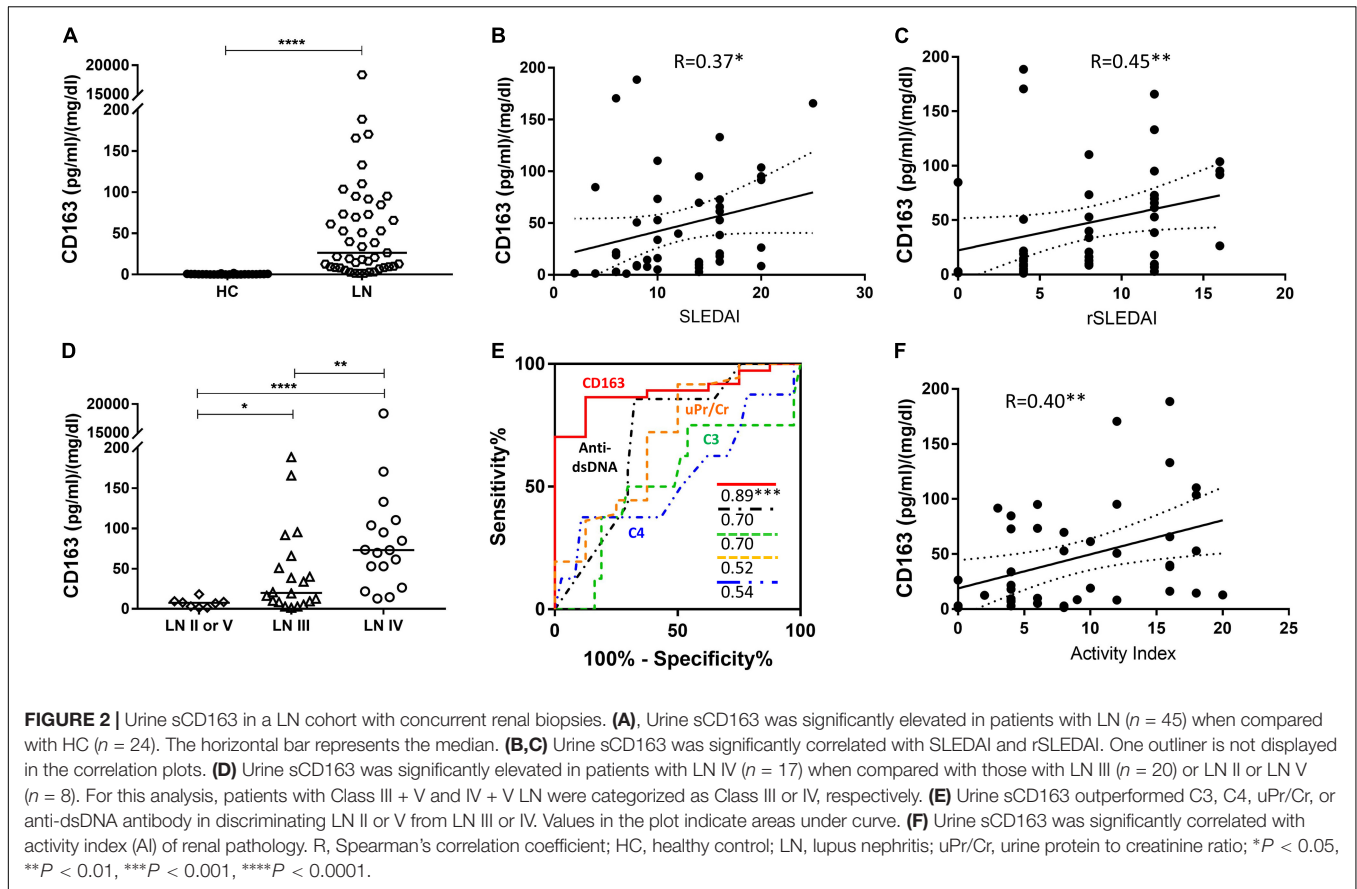 A
****
CD163 (pg/ml)/(mg/dl)
20000
15000
200
150
100
50
0
HC
LN
B
R=0.37*
CD163 (pg/ml)/(mg/dl)
200
150
100
50
0
0
10
20
30
SLEDAI
C
R=0.45**
CD163 (pg/ml)/(mg/dl)
200
150
100
50
0
0
5
10
15
20
rSLEDAI
D
**
****
*
CD163 (pg/ml)/(mg/dl)
20000
15000
200
150
100
50
0
LN II or V
LN III
LN IV
E
Sensitivity%
100
50
0
CD163
uPr/Cr
Anti-
dsDNA
C3
C4
0.89***
0.70
0.70
0.52
0.54
0
50
100
100% - Specificity%
F
R=0.40**
CD163 (pg/ml)/(mg/dl)
200
150
100
50
0
0
5
10
15
20
25
Activity Index
FIGURE 2 | Urine sCD163 in a LN cohort with concurrent renal biopsies. (A), Urine sCD163 was significantly elevated in patients with LN (n = 45) when compared
with HC (n = 24). The horizontal bar represents the median. (B,C) Urine sCD163 was significantly correlated with SLEDAI and rSLEDAI. One outliner is not displayed
in the correlation plots. (D) Urine sCD163 was significantly elevated in patients with LN IV (n = 17) when compared with those with LN III (n = 20) or LN II or LN V
(n = 8). For this analysis, patients with Class III + V and IV + V LN were categorized as Class III or IV, respectively. (E) Urine sCD163 outperformed C3, C4, uPr/Cr, or
anti-dsDNA antibody in discriminating LN II or V from LN III or IV. Values in the plot indicate areas under curve. (F) Urine sCD163 was significantly correlated with
activity index (AI) of renal pathology. R, Spearman's correlation coefficient; HC, healthy control; LN, lupus nephritis; uPr/Cr, urine protein to creatinine ratio; *P < 0.05,
**P < 0.01, ***P < 0.001, ****P < 0.0001.